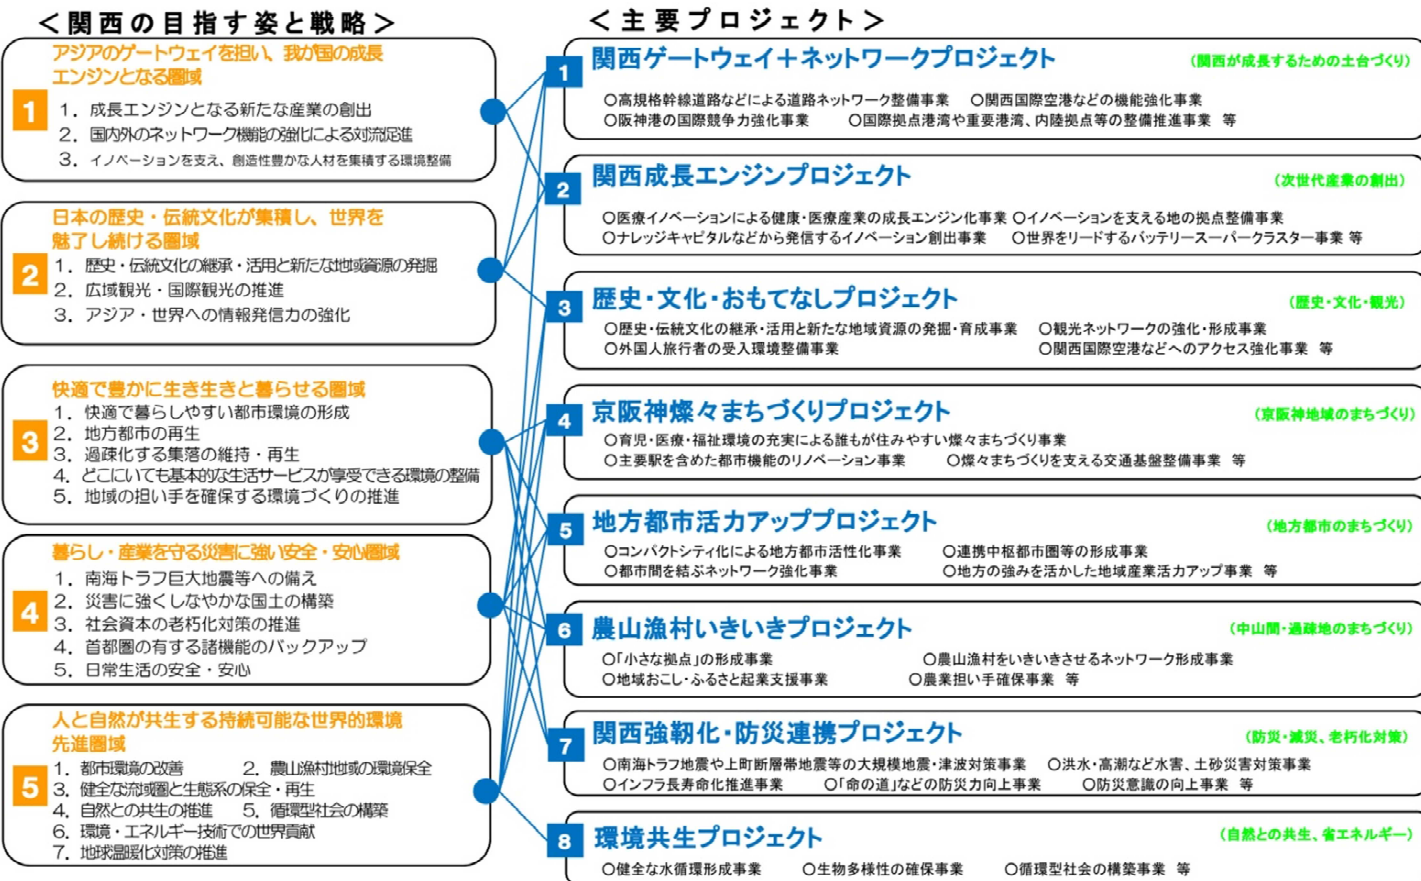 ＜関西の目指す姿と戦略＞
アジアのゲートウェイを担い、我が国の成長
エンジンとなる圏域
1
1．成長エンジンとなる新たな産業の創出
2．国内外のネットワーク機能の強化による対流促進
3．イノベーションを支え、創造性豊かな人材を集積する環境整備
日本の歴史・伝統文化が集積し、世界を
魅了し続ける圏域
2
1．歴史・伝統文化の継承・活用と新たな地域資源の発掘
2．広域観光・国際観光の推進
3．アジア・世界への情報発信力の強化
快適で豊かに生き生きと暮らせる圏域
3
1．快適で暮らしやすい都市環境の形成
2．地方都市の再生
3．過疎化する集落の維持・再生
4．どこにいても基本的な生活サービスが享受できる環境の整備
5．地域の担い手を確保する環境づくりの推進
暮らし・産業を守る災害に強い安全・安心圏域
4
1．南海トラフ巨大地震等への備え
2．災害に強くしなやかな国土の構築
3．社会資本の老朽化対策の推進
4．首都圏の有する諸機能のバックアップ
5．日常生活の安全・安心
人と自然が共生する持続可能な世界的環境
先進圏域
5
1．都市環境の改善　2．農山漁村地域の環境保全
3．健全な流域圏と生態系の保全・再生
4．自然との共生の推進　5．循環型社会の構築
6．環境・エネルギー技術での世界貢献
7．地球温暖化対策の推進
＜主要プロジェクト＞
1 関西ゲートウェイ＋ネットワークプロジェクト （関西が成長するための土台づくり）
○高規格幹線道路などによる道路ネットワーク整備事業　○関西国際空港などの機能強化事業
○阪神港の国際競争力強化事業　○国際拠点港湾や重要港湾、内陸拠点等の整備推進事業　等
2 関西成長エンジンプロジェクト （次世代産業の創出）
○医療イノベーションによる健康・医療産業の成長エンジン化事業 ○イノベーションを支える地の拠点整備事業
○ナレッジキャピタルなどから発信するイノベーション創出事業　○世界をリードするバッテリースーパークラスター事業 等
3 歴史・文化・おもてなしプロジェクト （歴史・文化・観光）
○歴史・伝統文化の継承・活用と新たな地域資源の発掘・育成事業　○観光ネットワークの強化・形成事業
○外国人旅行者の受入環境整備事業　○関西国際空港などへのアクセス強化事業　等
4 京阪神燦々まちづくりプロジェクト （京阪神地域のまちづくり）
○育児・医療・福祉環境の充実による誰もが住みやすい燦々まちづくり事業
○主要駅を含めた都市機能のリノベーション事業　○燦々まちづくりを支える交通基盤整備事業　等
5 地方都市活力アッププロジェクト （地方都市のまちづくり）
○コンパクトシティ化による地方都市活性化事業　○連携中枢都市圏等の形成事業
○都市間を結ぶネットワーク強化事業　○地方の強みを活かした地域産業活力アップ事業　等
6 農山漁村いきいきプロジェクト （中山間・過疎地のまちづくり）
○「小さな拠点」の形成事業　○農山漁村をいきいきさせるネットワーク形成事業
○地域おこし・ふるさと起業支援事業　○農業担い手確保事業　等
7 関西強靭化・防災連携プロジェクト （防災・減災、老朽化対策）
○南海トラフ地震や上町断層帯地震等の大規模地震・津波対策事業　○洪水・高潮など水害、土砂災害対策事業
○インフラ長寿命化推進事業　○「命の道」などの防災力向上事業　○防災意識の向上事業　等
8 環境共生プロジェクト （自然との共生、省エネルギー）
○健全な水循環形成事業　○生物多様性の確保事業　○循環型社会の構築事業　等